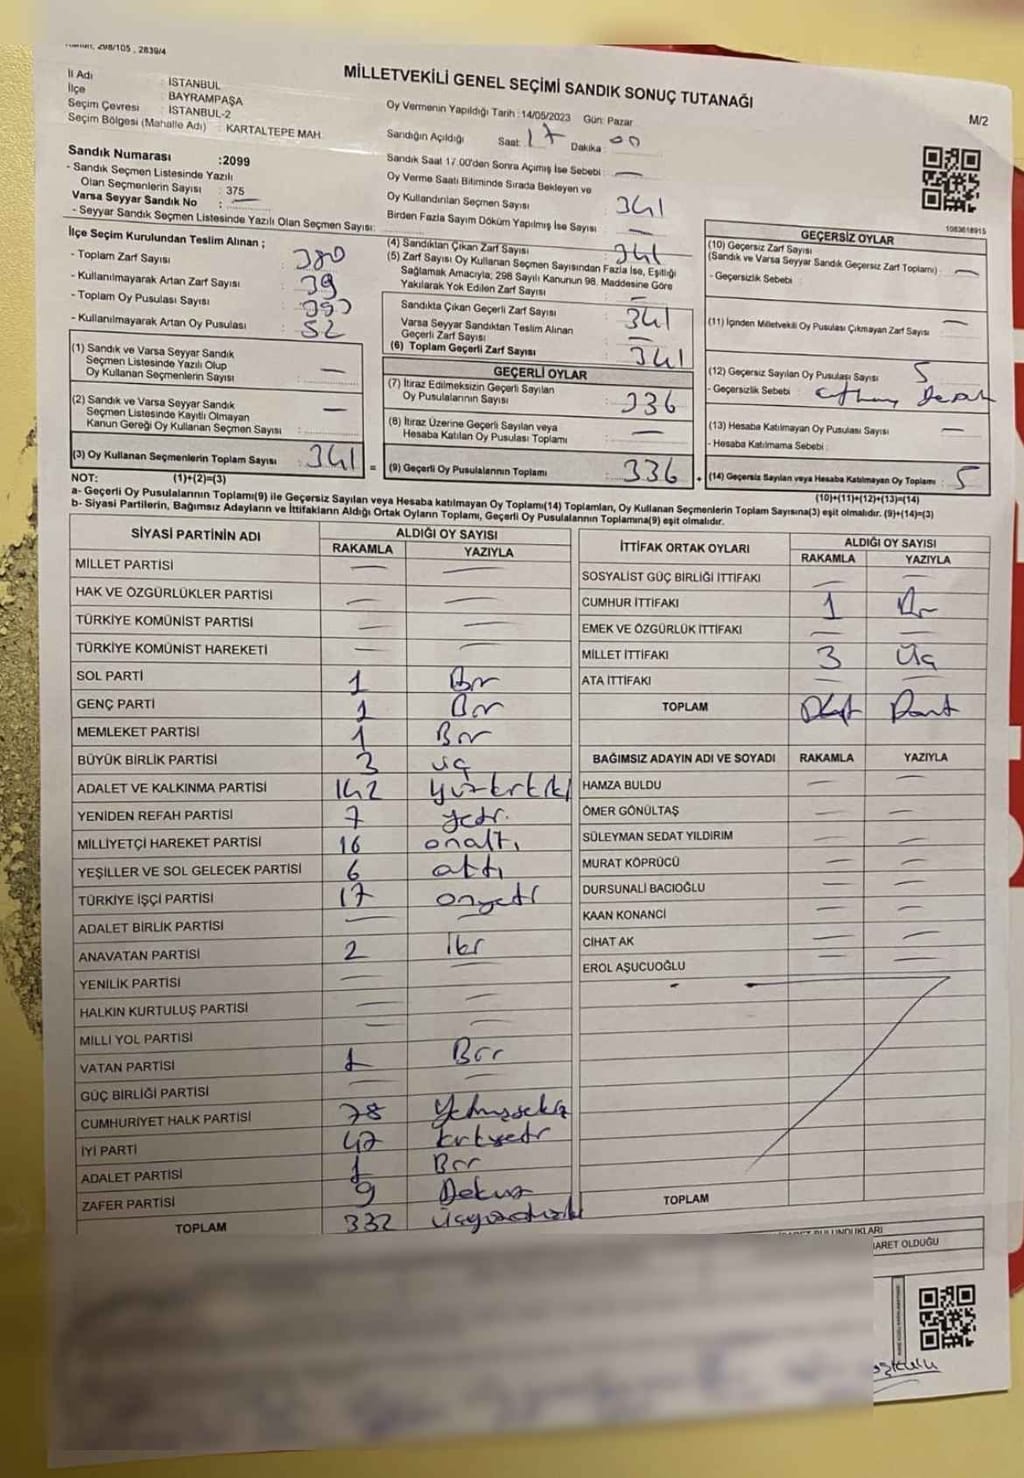 298/105 , 2839/4
MİLLETVEKİLİ GENEL SEÇİMİ SANDIK SONUÇ TUTANAĞI
M/2
İl Adı : İSTANBUL
İlçe : BAYRAMPAŞA
Seçim Çevresi : İSTANBUL-2
Seçim Bölgesi (Mahalle Adı) : KARTALTEPE MAH.
Oy Vermenin Yapıldığı Tarih : 14/05/2023 Gün: Pazar
Sandığın Açıldığı Saat: 17 Dakika : 00
Sandık Saat 17.00'den Sonra Açımış İse Sebebi : —
Oy Verme Saati Bitiminde Sırada Bekleyen ve
Oy Kullandırılan Seçmen Sayısı : 341
Birden Fazla Sayım Döküm Yapılmış İse Sayısı : —
Sandık Numarası :2099
- Sandık Seçmen Listesinde Yazılı
Olan Seçmenlerin Sayısı : 375
Varsa Seyyar Sandık No : —
- Seyyar Sandık Seçmen Listesinde Yazılı Olan Seçmen Sayısı:
İlçe Seçim Kurulundan Teslim Alınan ;
- Toplam Zarf Sayısı : 380
- Kullanılmayarak Artan Zarf Sayısı : 39
- Toplam Oy Pusulası Sayısı :
- Kullanılmayarak Artan Oy Pusulası : 52
(1) Sandık ve Varsa Seyyar Sandık
Seçmen Listesinde Yazılı Olup
Oy Kullanan Seçmenlerin Sayısı : —
(2) Sandık ve Varsa Seyyar Sandık
Seçmen Listesinde Kayıtlı Olmayan
Kanun Gereği Oy Kullanan Seçmen Sayısı : —
(3) Oy Kullanan Seçmenlerin Toplam Sayısı : 341
(1)+(2)=(3)
(4) Sandıktan Çıkan Zarf Sayısı : 341
(5) Zarf Sayısı Oy Kullanan Seçmen Sayısından Fazla İse, Eşitliği
Sağlamak Amacıyla; 298 Sayılı Kanunun 98. Maddesine Göre
Yakılarak Yok Edilen Zarf Sayısı : —
Sandıkta Çıkan Geçerli Zarf Sayısı : 341
Varsa Seyyar Sandıktan Teslim Alınan
Geçerli Zarf Sayısı : —
(6) Toplam Geçerli Zarf Sayısı : 341
GEÇERLİ OYLAR
(7) İtiraz Edilmeksizin Geçerli Sayılan
Oy Pusulalarının Sayısı : 336
(8) İtiraz Üzerine Geçerli Sayılan veya
Hesaba Katılan Oy Pusulası Toplamı : —
= (9) Geçerli Oy Pusulalarının Toplamı : 336
1083618915
GEÇERSİZ OYLAR
(10) Geçersiz Zarf Sayısı
(Sandık ve Varsa Seyyar Sandık Geçersiz Zarf Toplamı) : —
- Geçersizlik Sebebi :
(11) İçinden Milletvekili Oy Pusulası Çıkmayan Zarf Sayısı : —
(12) Geçersiz Sayılan Oy Pusulası Sayısı : 5
- Geçersizlik Sebebi :
(13) Hesaba Katılmayan Oy Pusulası Sayısı : —
- Hesaba Katılmama Sebebi :
+ (14) Geçersiz Sayılan veya Hesaba Katılmayan Oy Toplamı : 5
(10)+(11)+(12)+(13)=(14)
NOT:
a- Geçerli Oy Pusulalarının Toplamı(9) ile Geçersiz Sayılan veya Hesaba katılmayan Oy Toplamı(14) Toplamları, Oy Kullanan Seçmenlerin Toplam Sayısına(3) eşit olmalıdır. (9)+(14)=(3)
b- Siyasi Partilerin, Bağımsız Adayların ve İttifakların Aldığı Ortak Oyların Toplamı, Geçerli Oy Pusulalarının Toplamına(9) eşit olmalıdır.
SİYASİ PARTİNİN ADI ALDIĞI OY SAYISI
RAKAMLA YAZIYLA
MİLLET PARTİSİ — —
HAK VE ÖZGÜRLÜKLER PARTİSİ — —
TÜRKİYE KOMÜNİST PARTİSİ — —
TÜRKİYE KOMÜNİST HAREKETİ — —
SOL PARTİ 1 Bir
GENÇ PARTİ 1 Bir
MEMLEKET PARTİSİ 1 Bir
BÜYÜK BİRLİK PARTİSİ 3 üç
ADALET VE KALKINMA PARTİSİ 142 yüzkırkiki
YENİDEN REFAH PARTİSİ 7 yedi
MİLLİYETÇİ HAREKET PARTİSİ 16 onaltı
YEŞİLLER VE SOL GELECEK PARTİSİ 6 altı
TÜRKİYE İŞÇİ PARTİSİ 17 onyedi
ADALET BİRLİK PARTİSİ — —
ANAVATAN PARTİSİ 2 İki
YENİLİK PARTİSİ — —
HALKIN KURTULUŞ PARTİSİ — —
MİLLİ YOL PARTİSİ — —
VATAN PARTİSİ 1 Bir
GÜÇ BİRLİĞİ PARTİSİ — —
CUMHURİYET HALK PARTİSİ 78 Yetmişsekiz
İYİ PARTİ 47 kırkyedi
ADALET PARTİSİ 1 Bir
ZAFER PARTİSİ 9 Dokuz
TOPLAM 332
İTTİFAK ORTAK OYLARI ALDIĞI OY SAYISI
RAKAMLA YAZIYLA
SOSYALİST GÜÇ BİRLİĞİ İTTİFAKI — —
CUMHUR İTTİFAKI 1 Bir
EMEK VE ÖZGÜRLÜK İTTİFAKI — —
MİLLET İTTİFAKI 3 Üç
ATA İTTİFAKI — —
TOPLAM Dört
BAĞIMSIZ ADAYIN ADI VE SOYADI RAKAMLA YAZIYLA
HAMZA BULDU — —
ÖMER GÖNÜLTAŞ — —
SÜLEYMAN SEDAT YILDIRIM — —
MURAT KÖPRÜCÜ — —
DURSUNALİ BACIOĞLU — —
KAAN KONANCİ — —
CİHAT AK — —
EROL AŞUCUOĞLU — —
TOPLAM
BULUNDUKLARI
İARET OLDUĞU